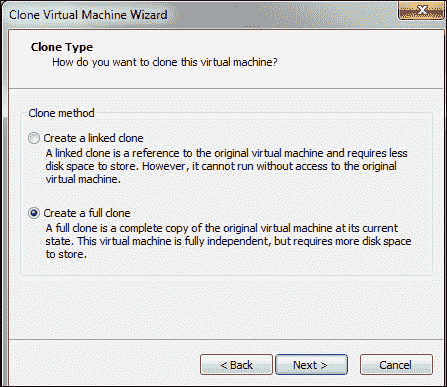 Clone Virtual Machine Wizard
X
Clone Type
How do you want to clone this virtual machine?
Clone method
Create a linked clone
A linked clone is a reference to the original virtual machine and requires less
disk space to store. However, it cannot run without access to the original
virtual machine.
Create a full clone
A full clone is a complete copy of the original virtual machine at its current
state. This virtual machine is fully independent, but requires more disk space
to store.
< Back Next > Cancel